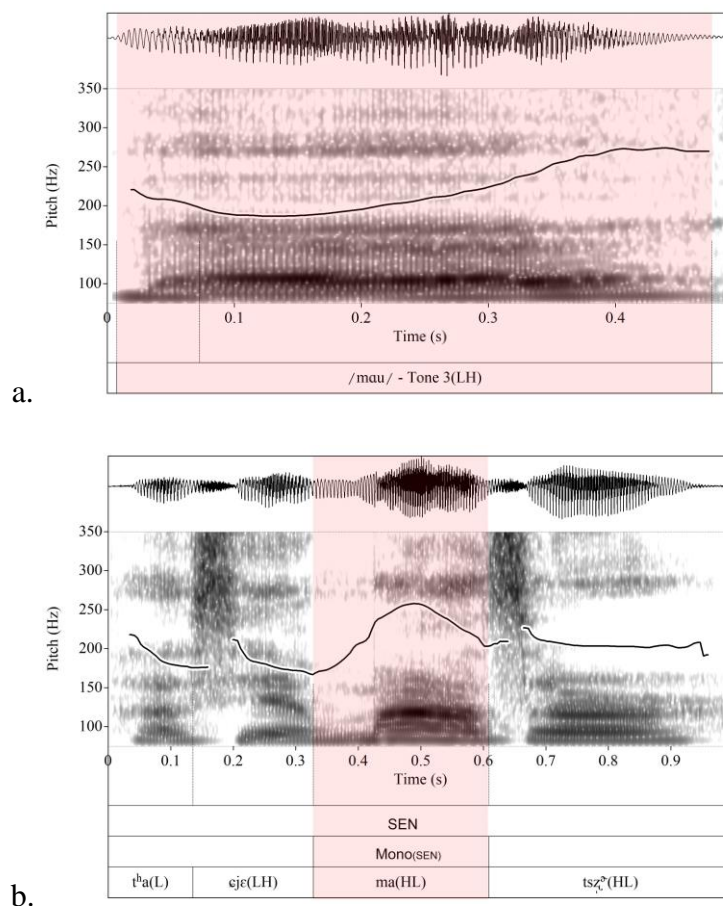 350
300
250
200
150
100
Pitch (Hz)
0 0.1 0.2 0.3 0.4
Time (s)
/mɑu/ - Tone 3(LH)
a.
350
300
250
200
150
100
Pitch (Hz)
0 0.1 0.2 0.3 0.4 0.5 0.6 0.7 0.8 0.9
Time (s)
SEN
Mono(SEN)
tʰa(L) ɕjɛ(LH) ma(HL)
b.